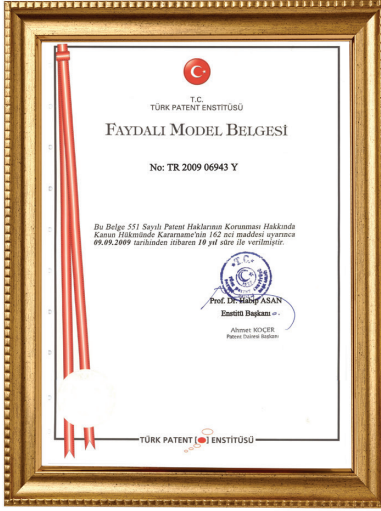 T.C.
TÜRK PATENT ENSTİTÜSÜ
FAYDALI MODEL BELGESİ
No: TR 2009 06943 Y
Bu Belge 551 Sayılı Patent Haklarının Korunması Hakkında
Kanun Hükmünde Kararname'nin 162 nci maddesi uyarınca
09.09.2009 tarihinden itibaren 10 yıl süre ile verilmiştir.
T.C.
Prof. Dr. Habip ASAN
Enstitü Başkanı
Ahmet KOÇER
Patent Dairesi Başkanı
TÜRK PATENT ENSTİTÜSÜ